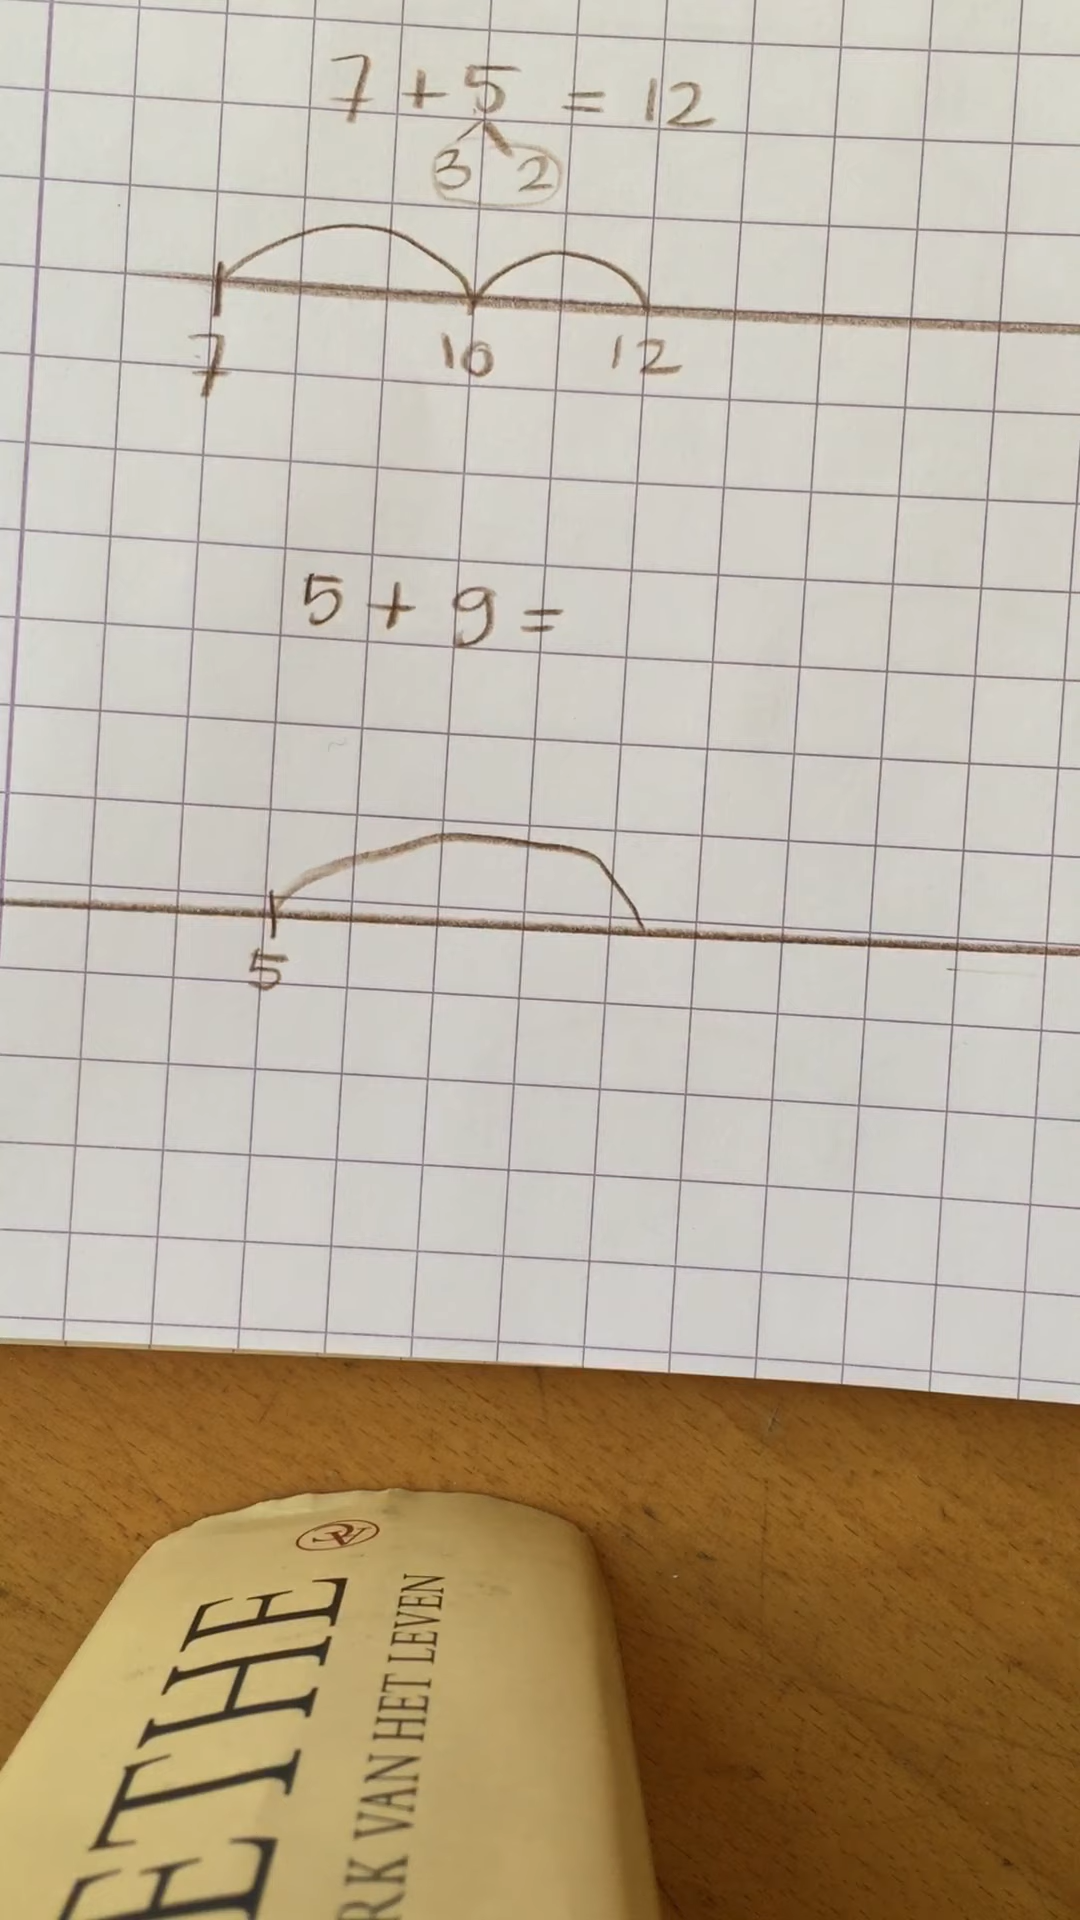 7 + 5 = 12
3 2
7 10 12
5 + 9 =
5
ETHE
RK VAN HET LEVEN